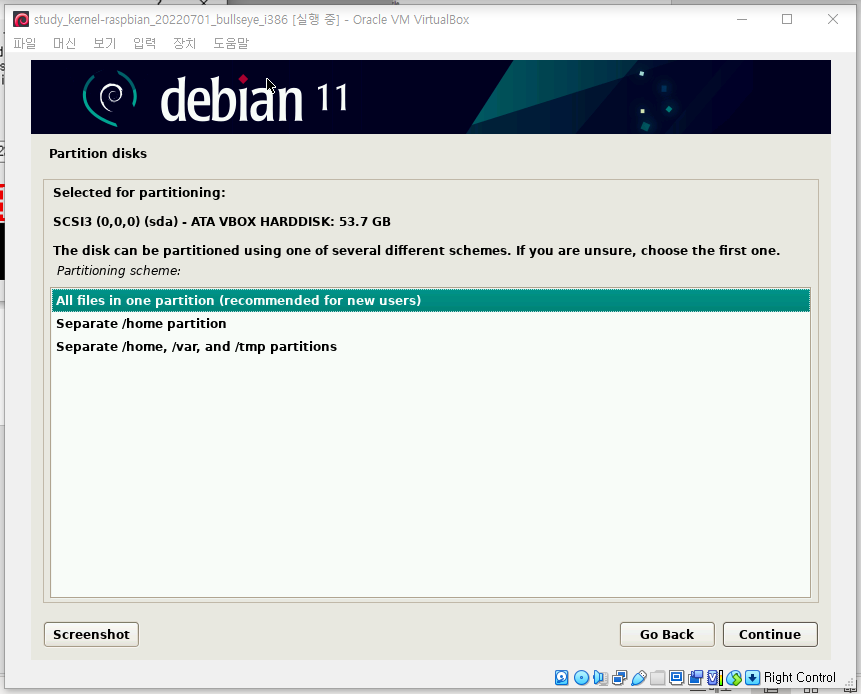 study_kernel-raspbian_20220701_bullseye_i386 [실행 중] - Oracle VM VirtualBox
파일 머신 보기 입력 장치 도움말
debian 11
Partition disks
Selected for partitioning:
SCSI3 (0,0,0) (sda) - ATA VBOX HARDDISK: 53.7 GB
The disk can be partitioned using one of several different schemes. If you are unsure, choose the first one.
Partitioning scheme:
All files in one partition (recommended for new users)
Separate /home partition
Separate /home, /var, and /tmp partitions
Screenshot
Go Back
Continue
Right Control